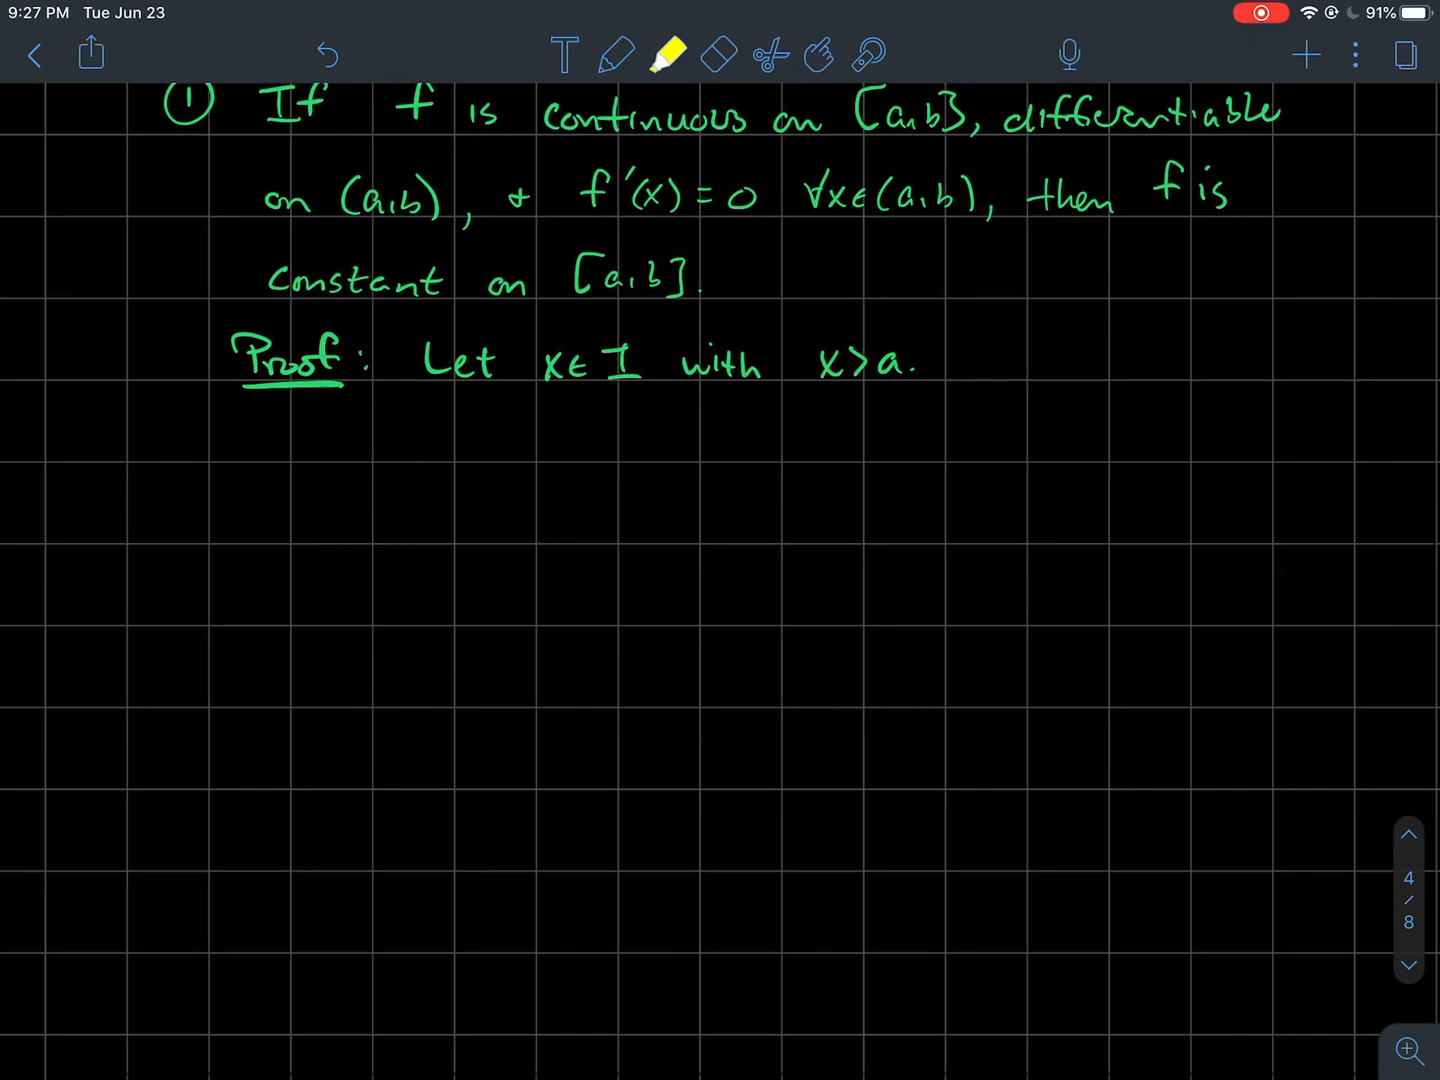 9:27 PM Tue Jun 23 91%
① If f is continuous on [a,b], differentiable
on (a,b), & f'(x) = 0 ∀x∈(a,b), then f is
constant on [a,b].
Proof: Let x∈I with x>a.
4
/
8